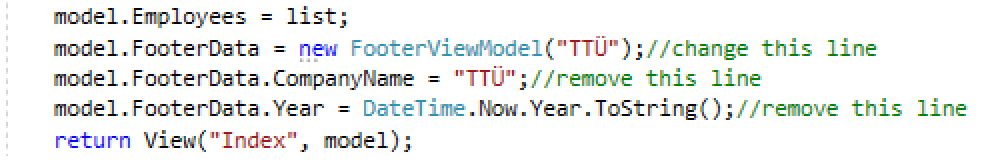 model.Employees = list;
model.FooterData = new FooterViewModel("TTÜ");//change this line
model.FooterData.CompanyName = "TTÜ";//remove this line
model.FooterData.Year = DateTime.Now.Year.ToString();//remove this line
return View("Index", model);